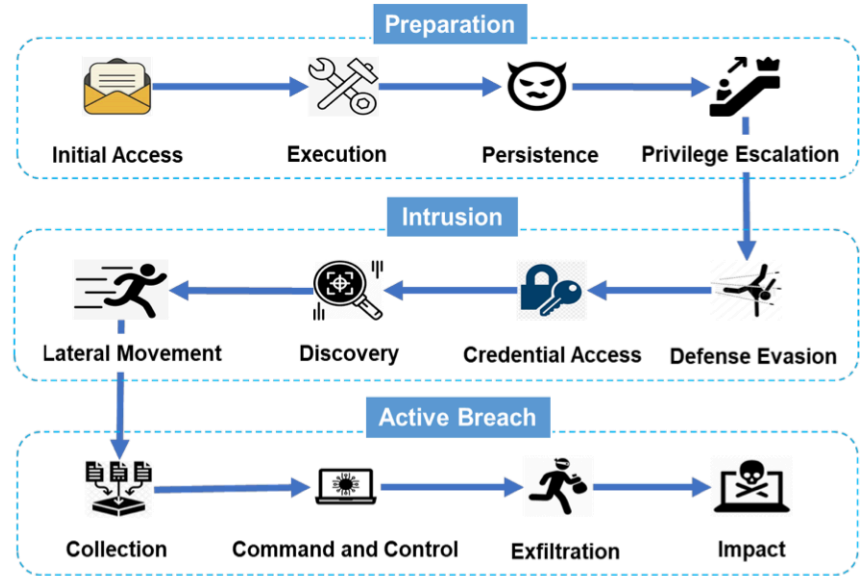 Preparation
Initial Access
Execution
Persistence
Privilege Escalation
Intrusion
Lateral Movement
Discovery
Credential Access
Defense Evasion
Active Breach
Collection
Command and Control
Exfiltration
Impact